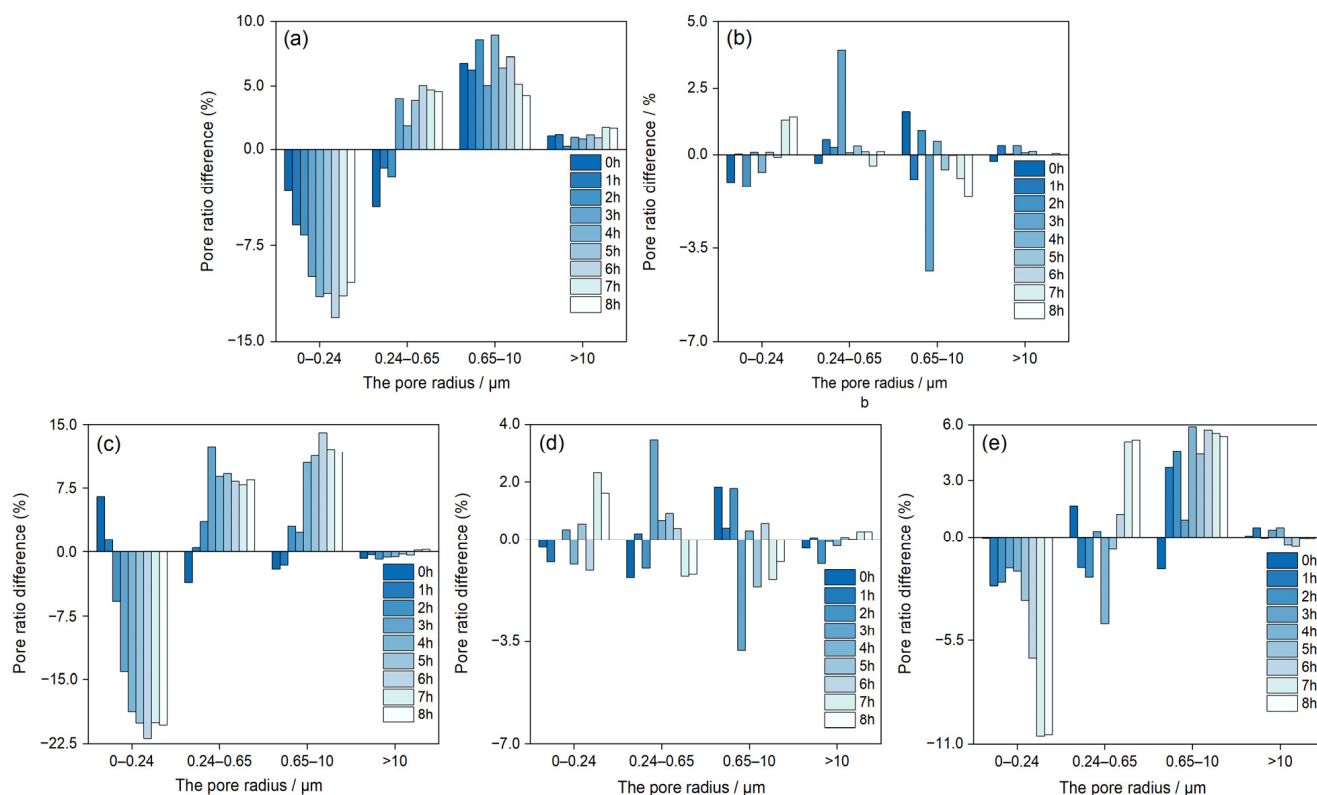 (a)
Pore ratio difference (%)
10.0
5.0
0.0
−7.5
−15.0
0h
1h
2h
3h
4h
5h
6h
7h
8h
0–0.24 0.24–0.65 0.65–10 >10
The pore radius / μm
(b)
Pore ratio difference / %
5.0
2.5
0.0
−3.5
−7.0
0h
1h
2h
3h
4h
5h
6h
7h
8h
0–0.24 0.24–0.65 0.65–10 >10
The pore radius / μm
b
(c)
Pore ratio difference (%)
15.0
7.5
0.0
−7.5
−15.0
−22.5
0h
1h
2h
3h
4h
5h
6h
7h
8h
0–0.24 0.24–0.65 0.65–10 >10
The pore radius / μm
(d)
Pore ratio difference (%)
4.0
2.0
0.0
−3.5
−7.0
0h
1h
2h
3h
4h
5h
6h
7h
8h
0–0.24 0.24–0.65 0.65–10 >10
The pore radius / μm
(e)
Pore ratio difference (%)
6.0
3.0
0.0
−5.5
−11.0
0h
1h
2h
3h
4h
5h
6h
7h
8h
0–0.24 0.24–0.65 0.65–10 >10
The pore radius / μm